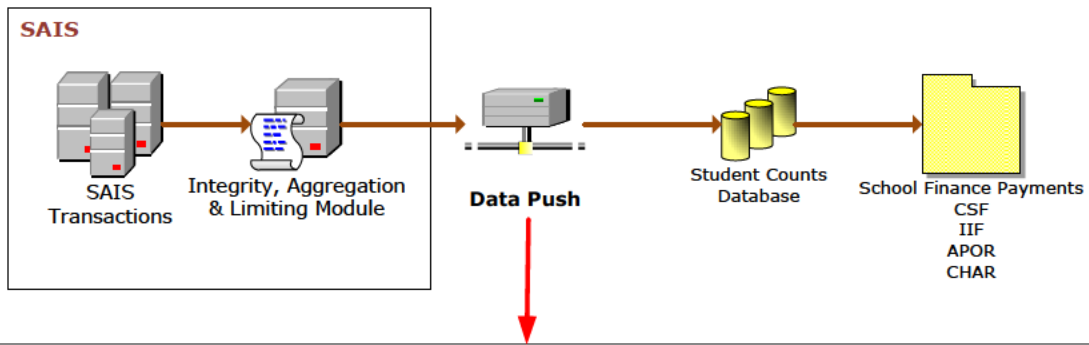 SAIS
SAIS
Transactions
Integrity, Aggregation
& Limiting Module
Data Push
Student Counts
Database
School Finance Payments
CSF
IIF
APOR
CHAR